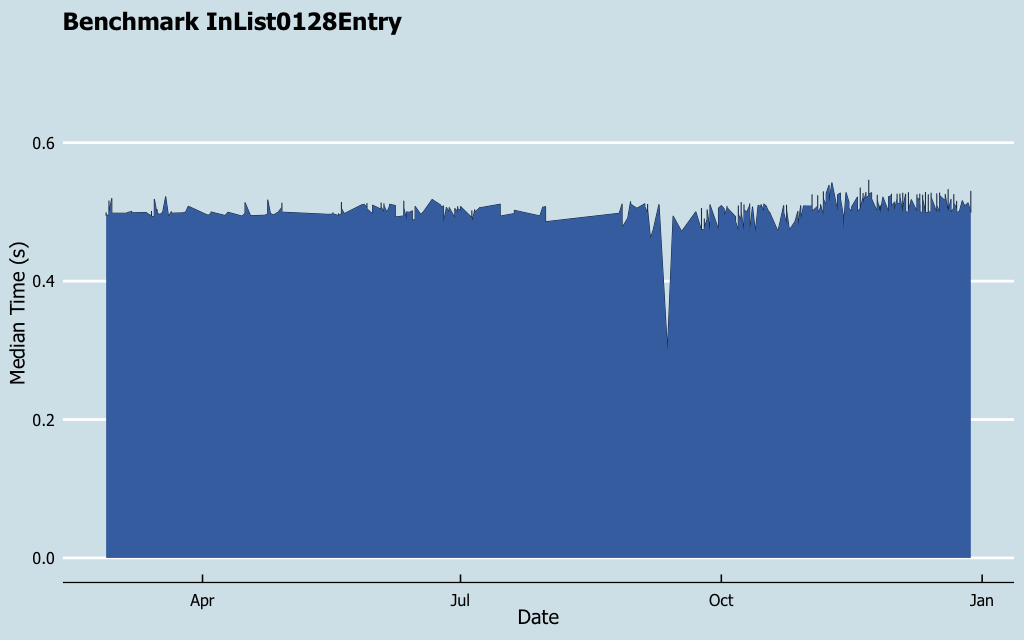 Benchmark InList0128Entry
Median Time (s)
0.6
0.4
0.2
0.0
Apr
Jul
Oct
Jan
Date